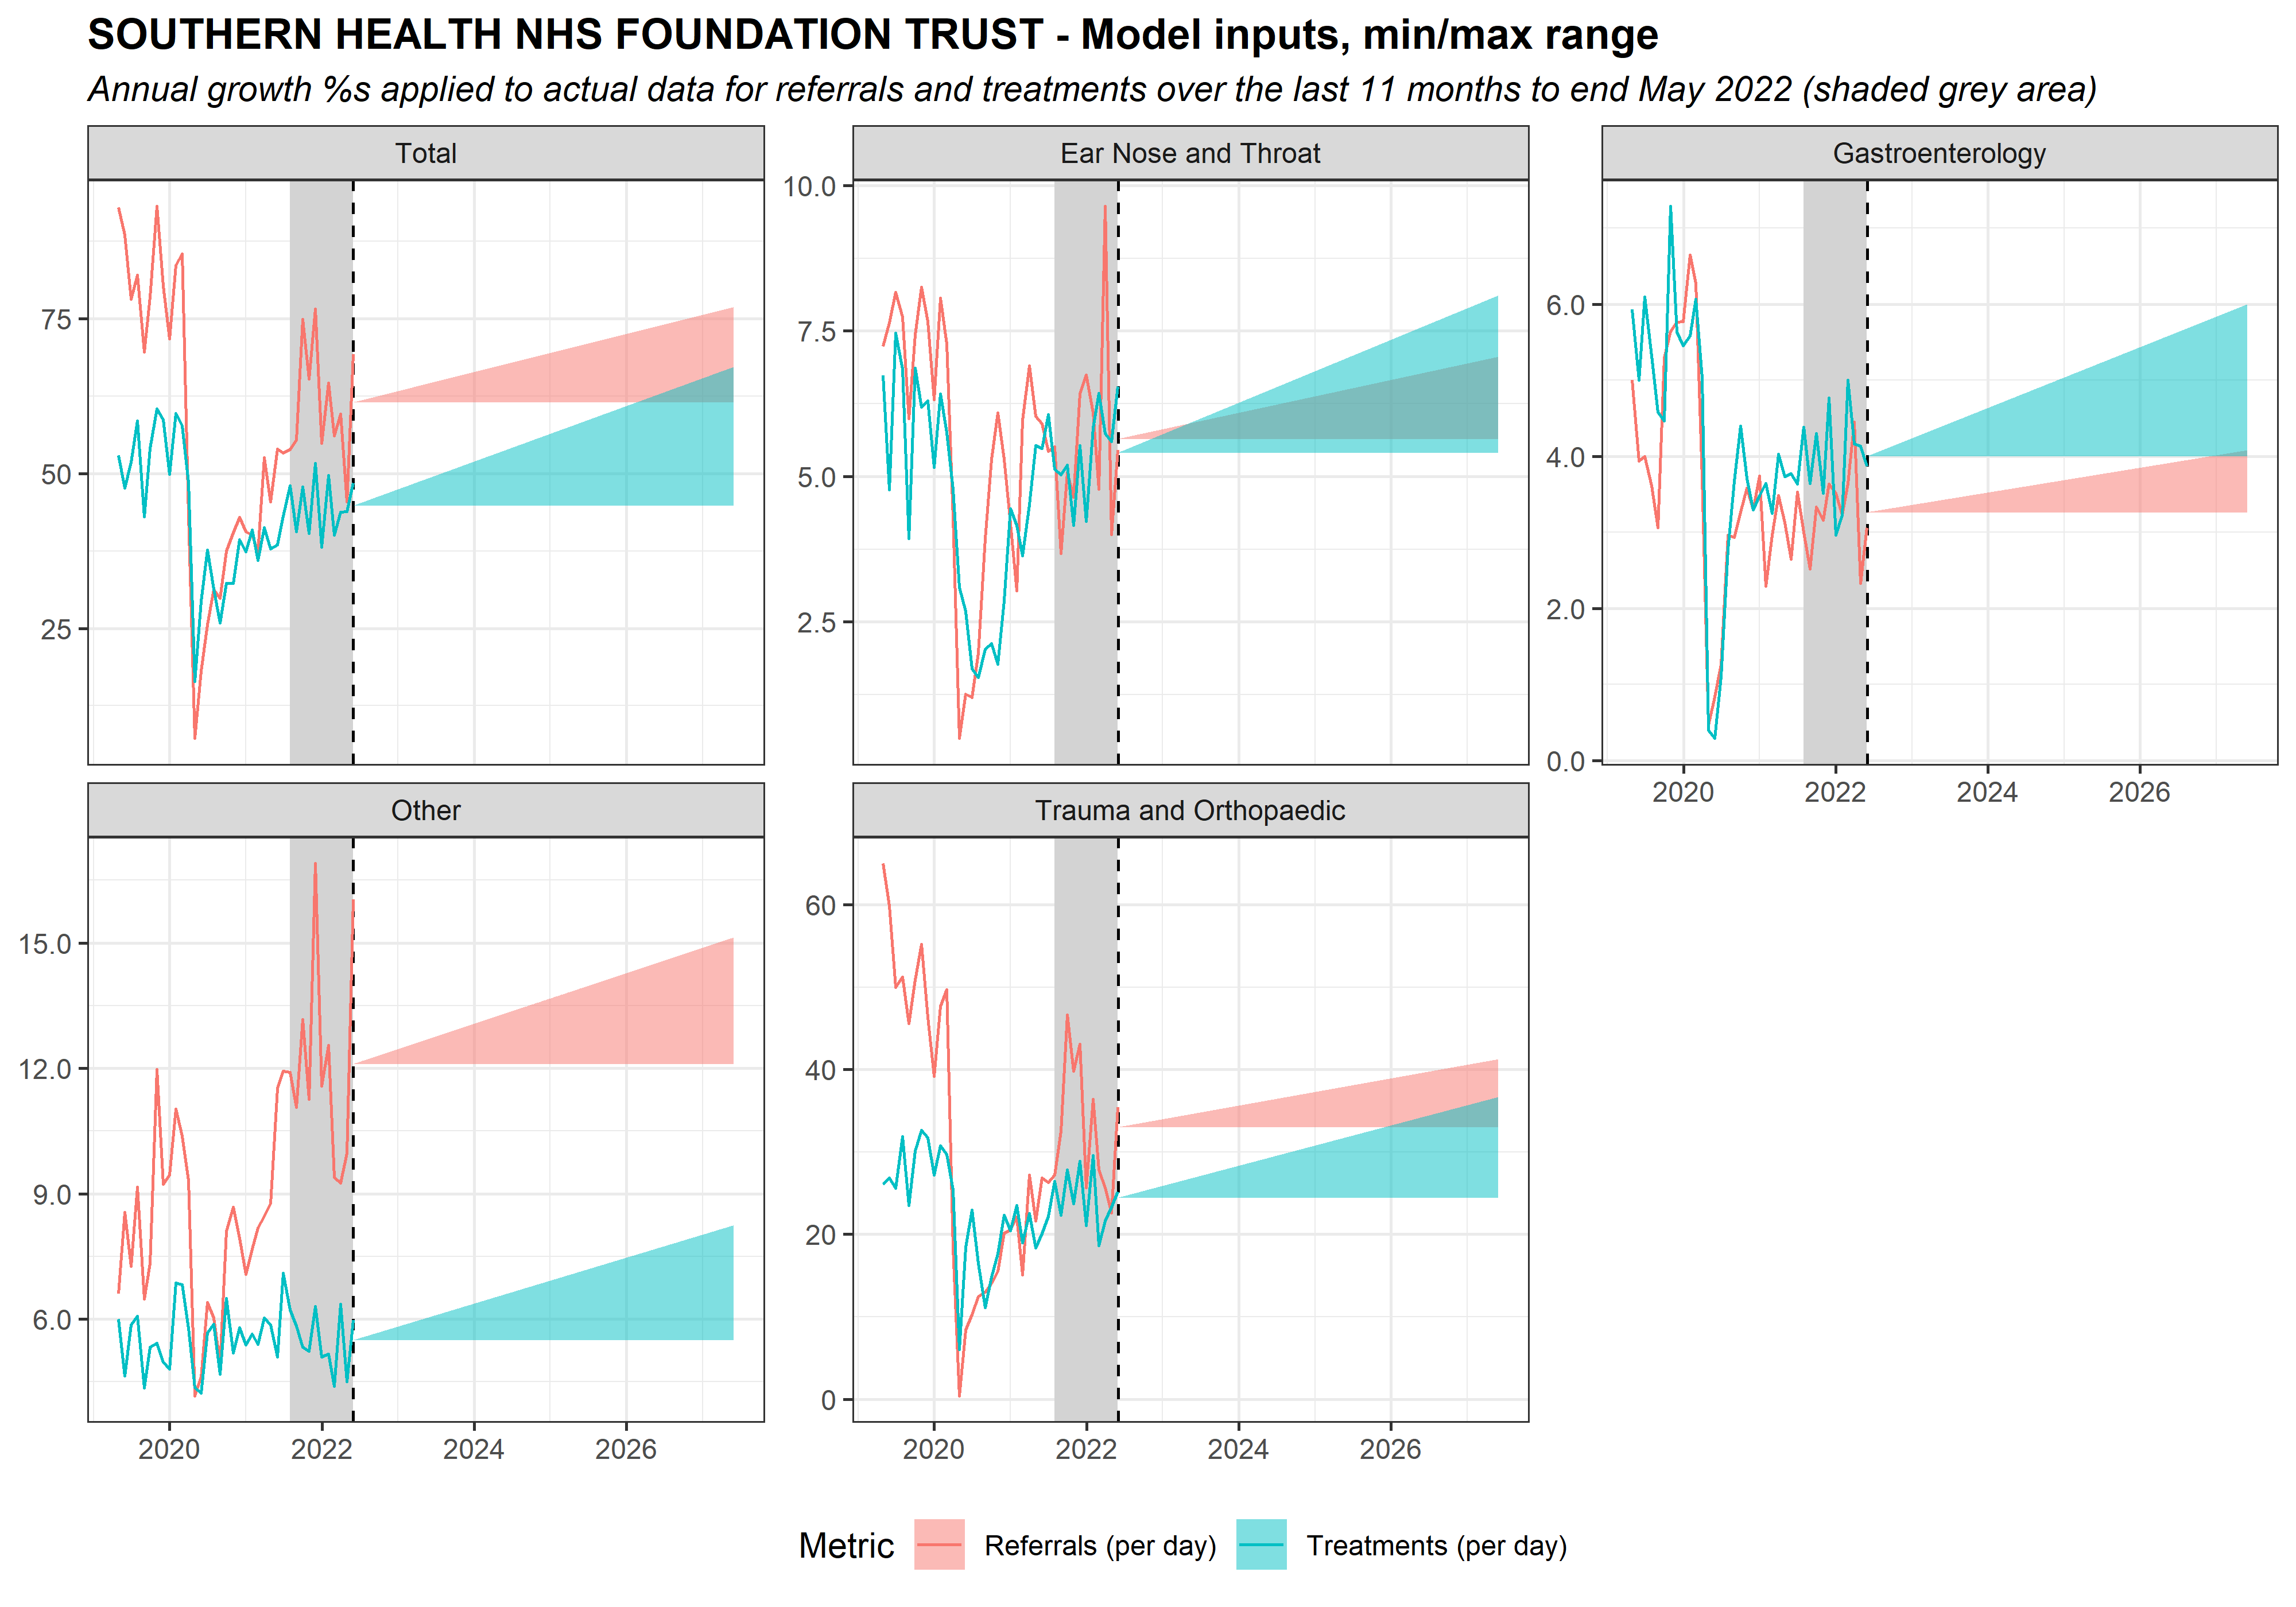 SOUTHERN HEALTH NHS FOUNDATION TRUST - Model inputs, min/max range
Annual growth %s applied to actual data for referrals and treatments over the last 11 months to end May 2022 (shaded grey area)
Total
75
50
25
Ear Nose and Throat
10.0
7.5
5.0
2.5
Gastroenterology
6.0
4.0
2.0
0.0
2020 2022 2024 2026
Other
15.0
12.0
9.0
6.0
2020 2022 2024 2026
Trauma and Orthopaedic
60
40
20
0
2020 2022 2024 2026
Metric Referrals (per day) Treatments (per day)